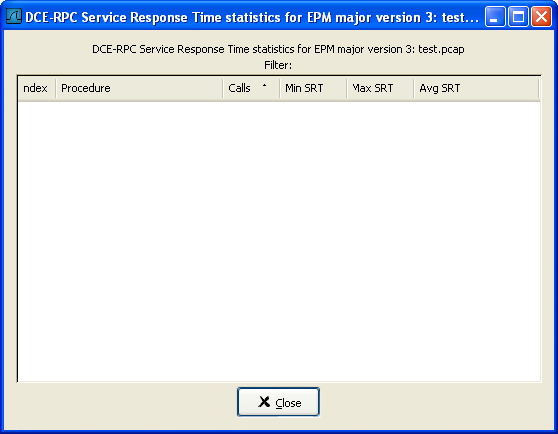 DCE-RPC Service Response Time statistics for EPM major version 3: test...
DCE-RPC Service Response Time statistics for EPM major version 3: test.pcap
Filter:
ndex Procedure Calls Min SRT Max SRT Avg SRT
Close